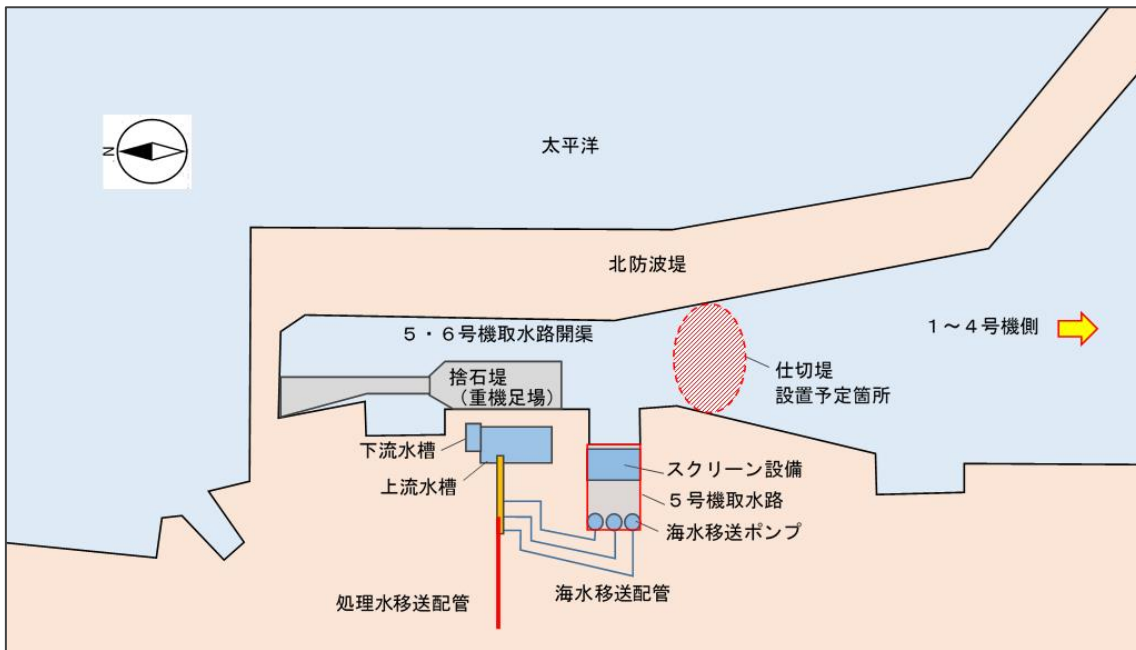 N
太平洋
北防波堤
5・6号機取水路開渠
1～4号機側
捨石堤
(重機足場)
仕切堤
設置予定箇所
下流水槽
上流水槽
スクリーン設備
5号機取水路
海水移送ポンプ
処理水移送配管
海水移送配管